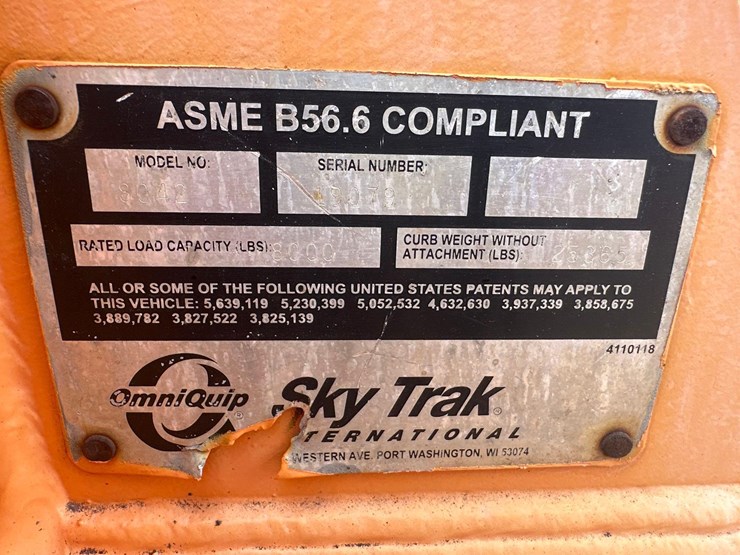 ASME B56.6 COMPLIANT
MODEL NO:
SERIAL NUMBER:
8042
RATED LOAD CAPACITY (LBS):
8000
CURB WEIGHT WITHOUT
ATTACHMENT (LBS):
ALL OR SOME OF THE FOLLOWING UNITED STATES PATENTS MAY APPLY TO
THIS VEHICLE: 5,639,119 5,230,399 5,052,532 4,632,630 3,937,339 3,858,675
3,889,782 3,827,522 3,825,139
4110118
OmniQuip
Sky Trak
TERNATIONAL
WESTERN AVE. PORT WASHINGTON, WI 53074